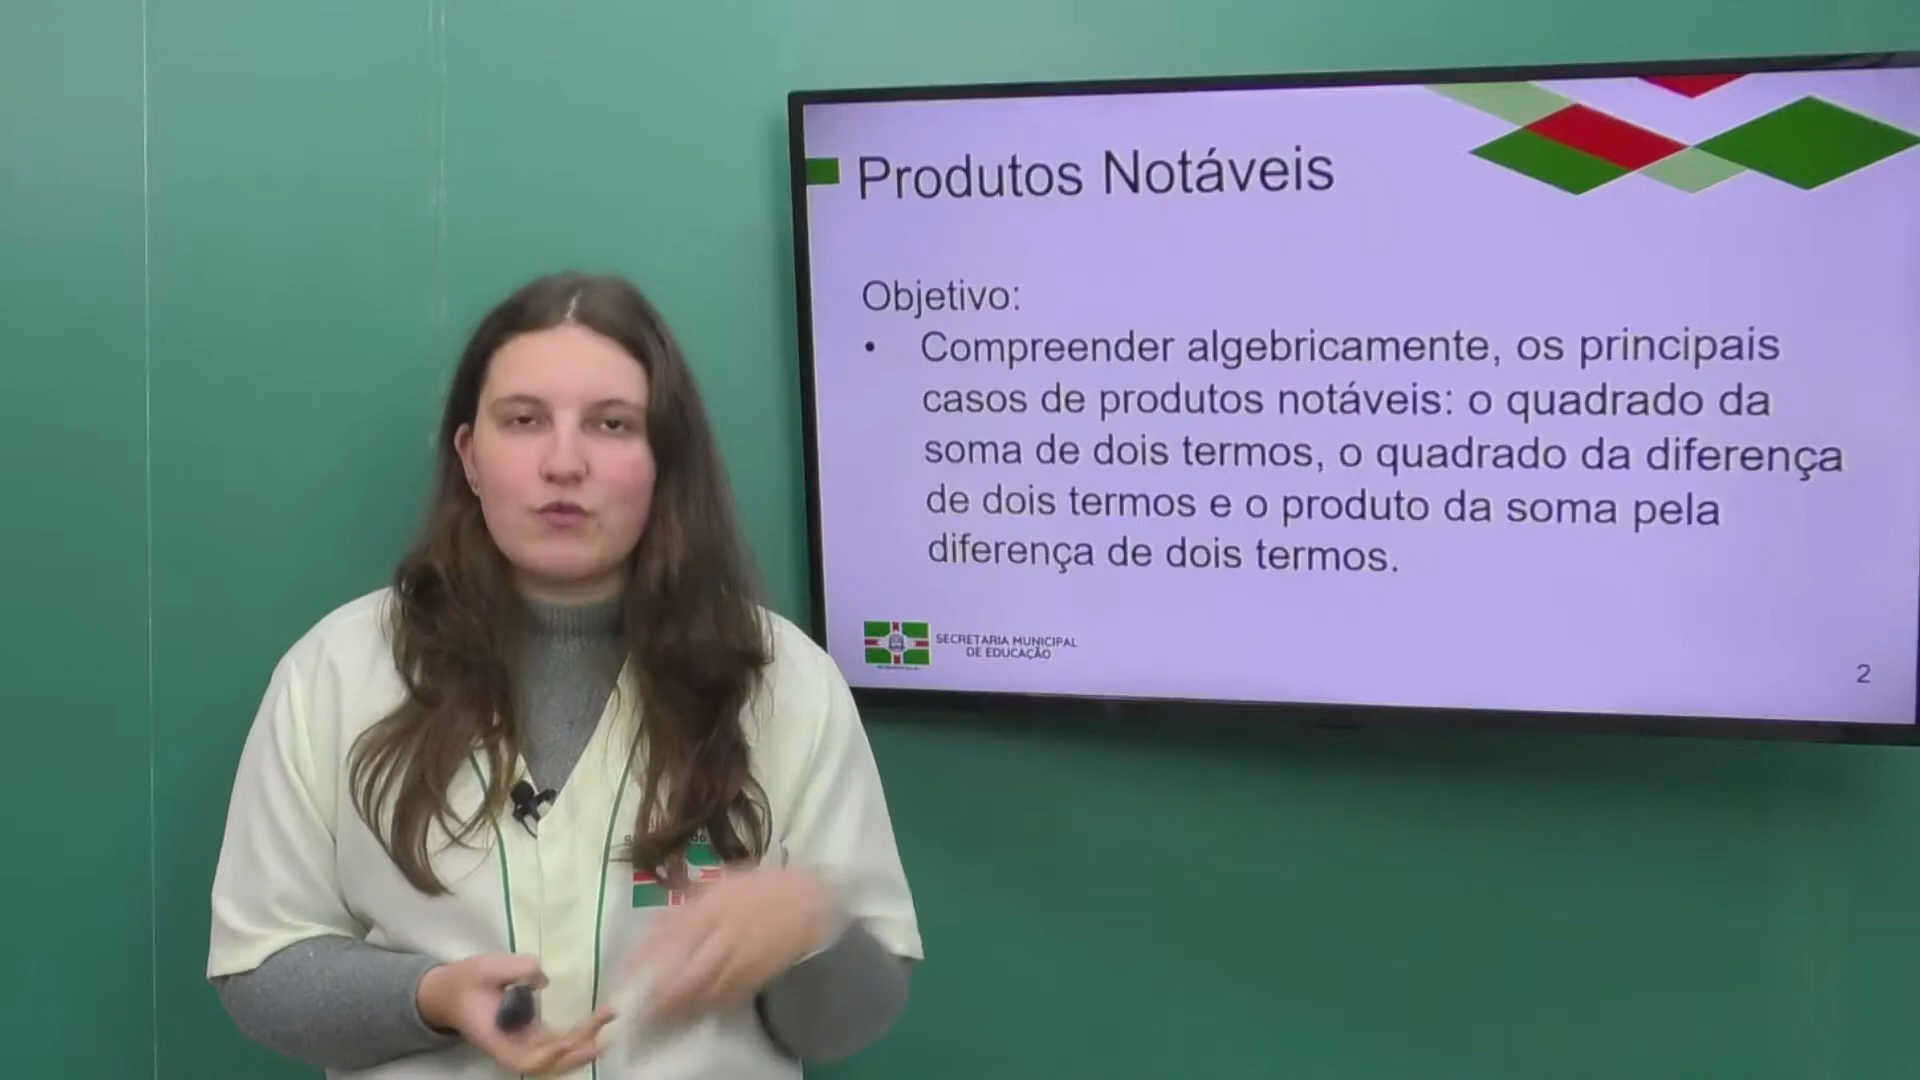 Produtos Notáveis
Objetivo:
• Compreender algebricamente, os principais
casos de produtos notáveis: o quadrado da
soma de dois termos, o quadrado da diferença
de dois termos e o produto da soma pela
diferença de dois termos.
SECRETARIA MUNICIPAL
DE EDUCAÇÃO
2